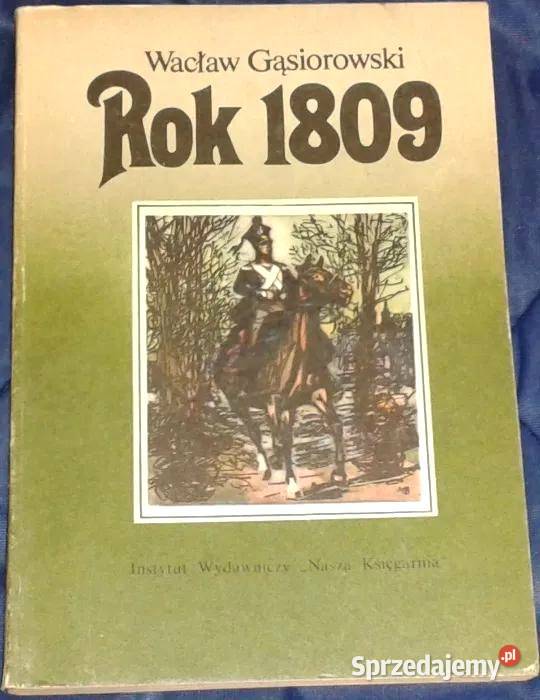 Wacław Gąsiorowski
Rok 1809
Instytut Wydawniczy „Nasza Księgarnia"
Sprzedajemy.pl